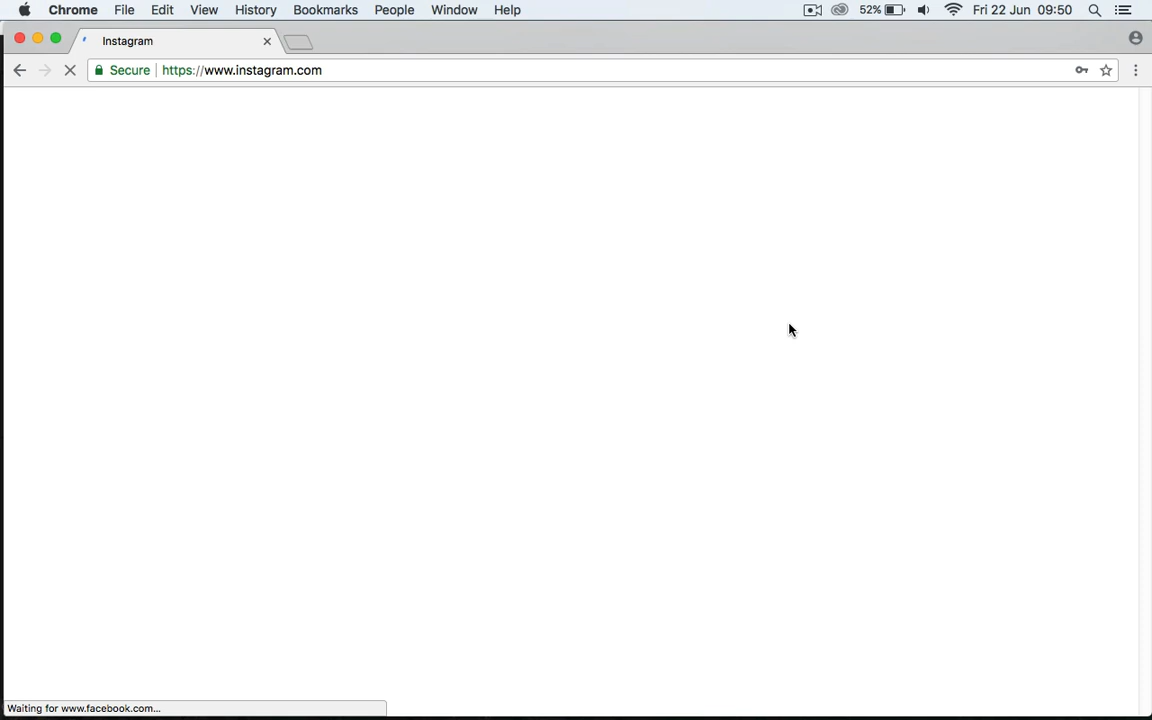 Chrome File Edit View History Bookmarks People Window Help 52% Fri 22 Jun 09:50
Instagram
Secure https://www.instagram.com
Waiting for www.facebook.com...